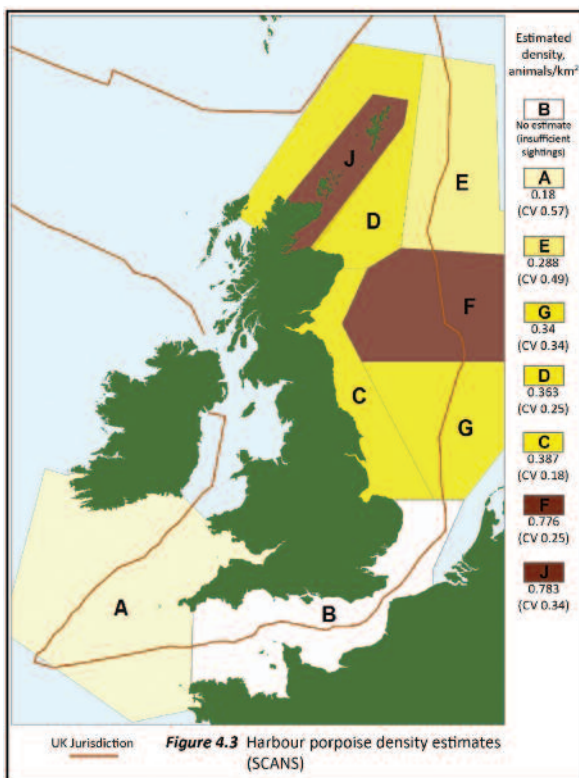 Estimated
density,
animals/km²
B
No estimate
(insufficient
sightings)
A
0.18
(CV 0.57)
E
0.288
(CV 0.49)
G
0.34
(CV 0.34)
D
0.363
(CV 0.25)
C
0.387
(CV 0.18)
F
0.776
(CV 0.25)
J
0.783
(CV 0.34)
J
E
D
F
C
G
A
B
UK Jurisdiction
Figure 4.3 Harbour porpoise density estimates
(SCANS)